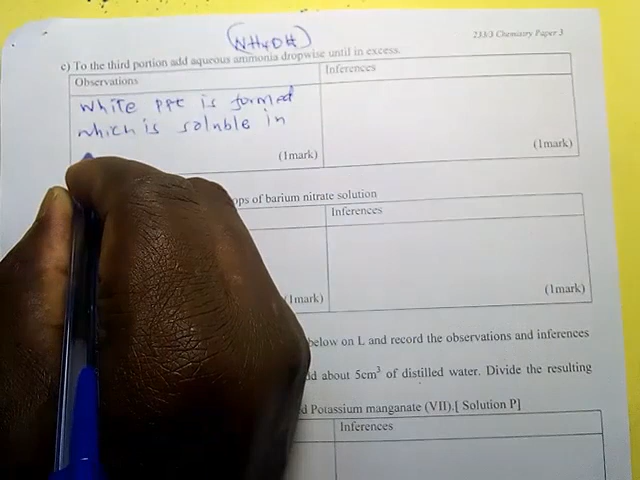 (NH4OH)
233/3 Chemistry Paper 3
c) To the third portion add aqueous ammonia dropwise until in excess.
Observations
Inferences
White ppt is formed
which is soluble in
(1mark)
(1mark)
ops of barium nitrate solution
Inferences
(1mark)
(1mark)
below on L and record the observations and inferences
d about 5cm³ of distilled water. Divide the resulting
d Potassium manganate (VII).[ Solution P]
Inferences